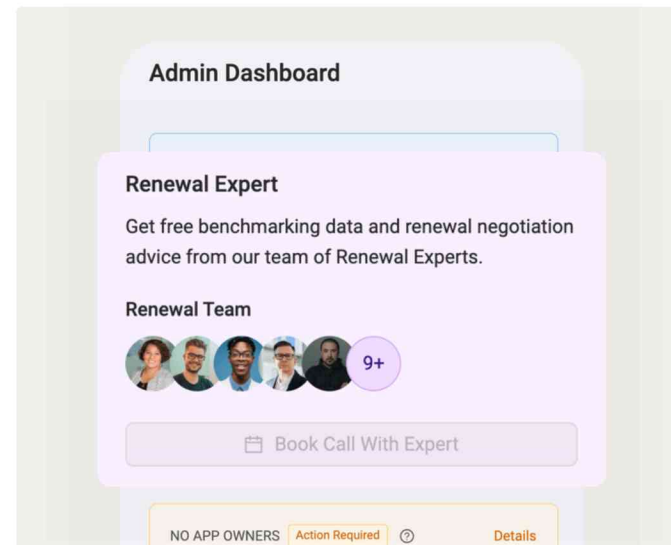 Admin Dashboard
Renewal Expert
Get free benchmarking data and renewal negotiation
advice from our team of Renewal Experts.
Renewal Team
9+
Book Call With Expert
NO APP OWNERS Action Required ? Details